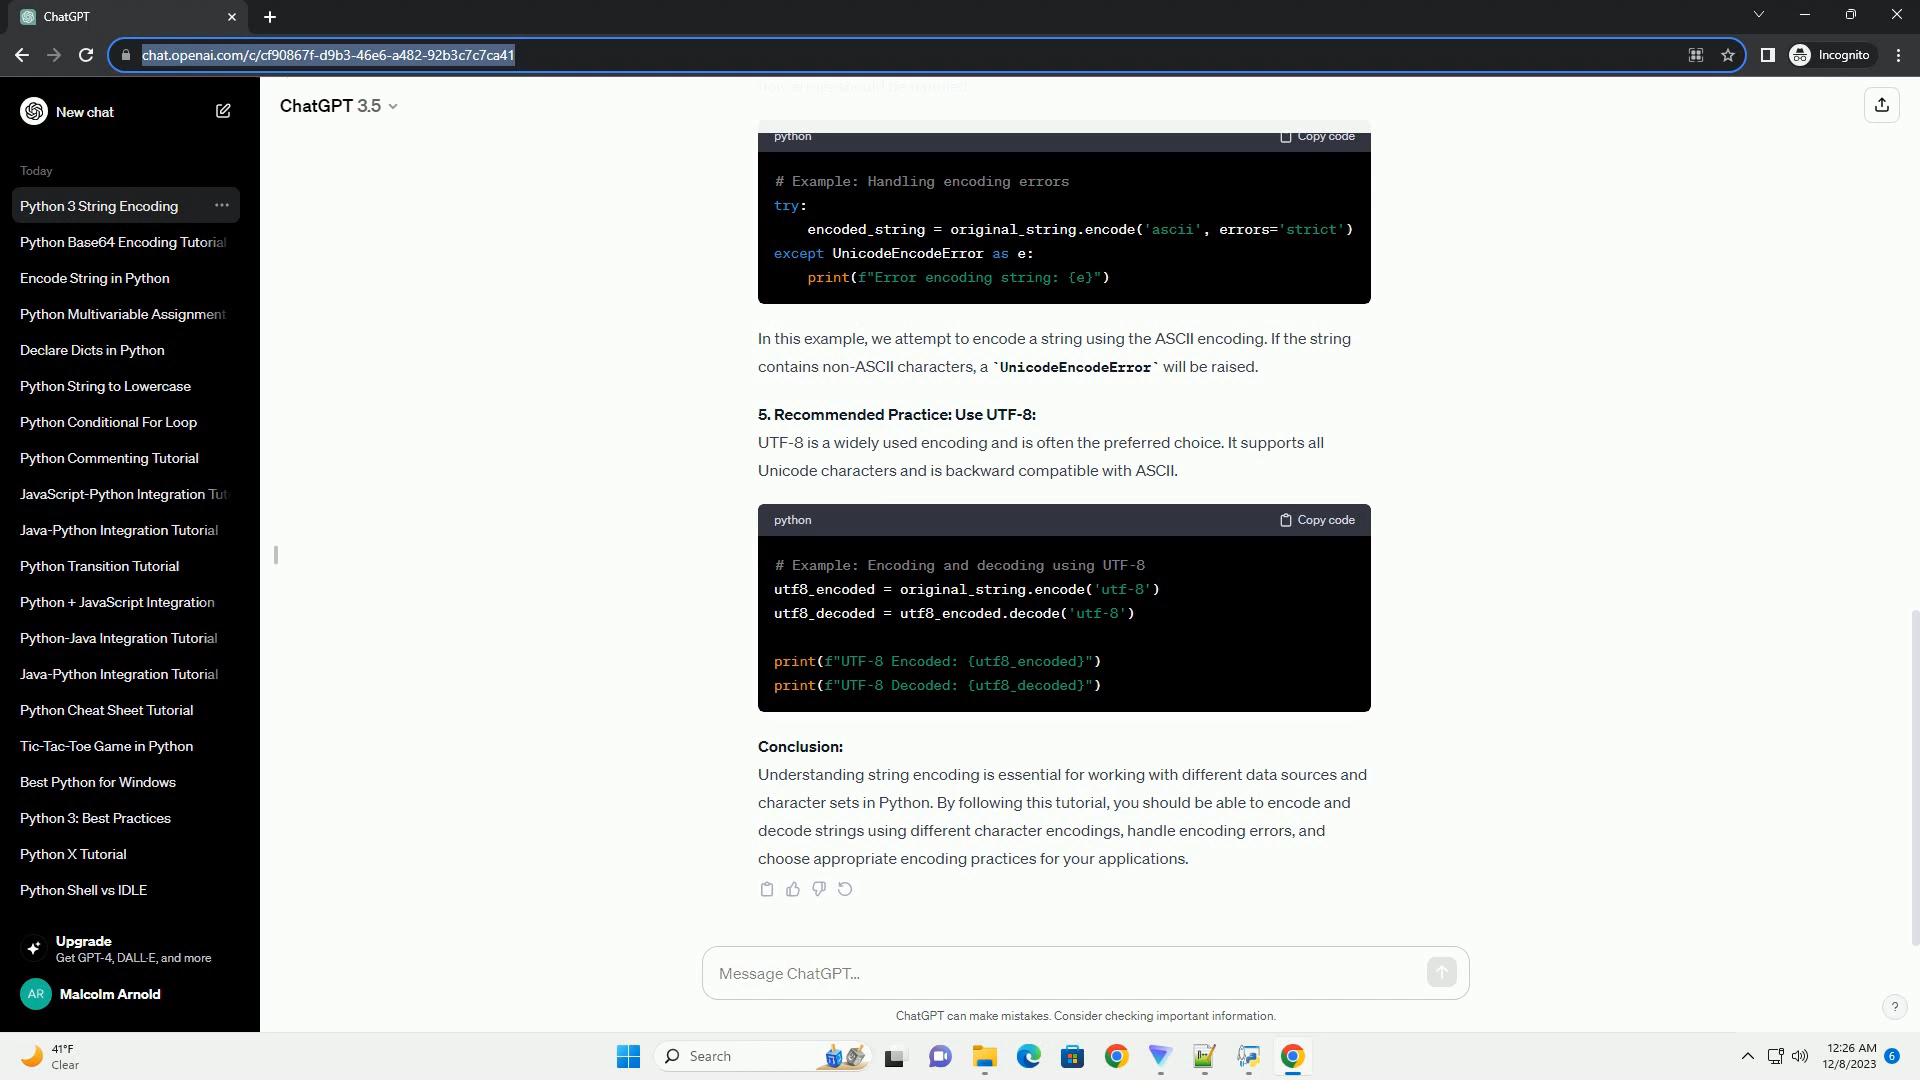 ChatGPT
chat.openai.com/c/cf90867f-d9b3-46e6-a482-92b3c7c7ca41
Incognito
New chat
Today
Python 3 String Encoding
Python Base64 Encoding Tutorial
Encode String in Python
Python Multivariable Assignment
Declare Dicts in Python
Python String to Lowercase
Python Conditional For Loop
Python Commenting Tutorial
JavaScript-Python Integration Tut
Java-Python Integration Tutorial
Python Transition Tutorial
Python + JavaScript Integration
Python-Java Integration Tutorial
Java-Python Integration Tutorial
Python Cheat Sheet Tutorial
Tic-Tac-Toe Game in Python
Best Python for Windows
Python 3: Best Practices
Python X Tutorial
Python Shell vs IDLE
Upgrade
Get GPT-4, DALL·E, and more
AR Malcolm Arnold
ChatGPT 3.5
python Copy code
# Example: Handling encoding errors
try:
encoded_string = original_string.encode('ascii', errors='strict')
except UnicodeEncodeError as e:
print(f"Error encoding string: {e}")
In this example, we attempt to encode a string using the ASCII encoding. If the string
contains non-ASCII characters, a `UnicodeEncodeError` will be raised.
5. Recommended Practice: Use UTF-8:
UTF-8 is a widely used encoding and is often the preferred choice. It supports all
Unicode characters and is backward compatible with ASCII.
python Copy code
# Example: Encoding and decoding using UTF-8
utf8_encoded = original_string.encode('utf-8')
utf8_decoded = utf8_encoded.decode('utf-8')
print(f"UTF-8 Encoded: {utf8_encoded}")
print(f"UTF-8 Decoded: {utf8_decoded}")
Conclusion:
Understanding string encoding is essential for working with different data sources and
character sets in Python. By following this tutorial, you should be able to encode and
decode strings using different character encodings, handle encoding errors, and
choose appropriate encoding practices for your applications.
Message ChatGPT...
ChatGPT can make mistakes. Consider checking important information.
?
41°F
Clear
Search
12:26 AM
12/8/2023
6